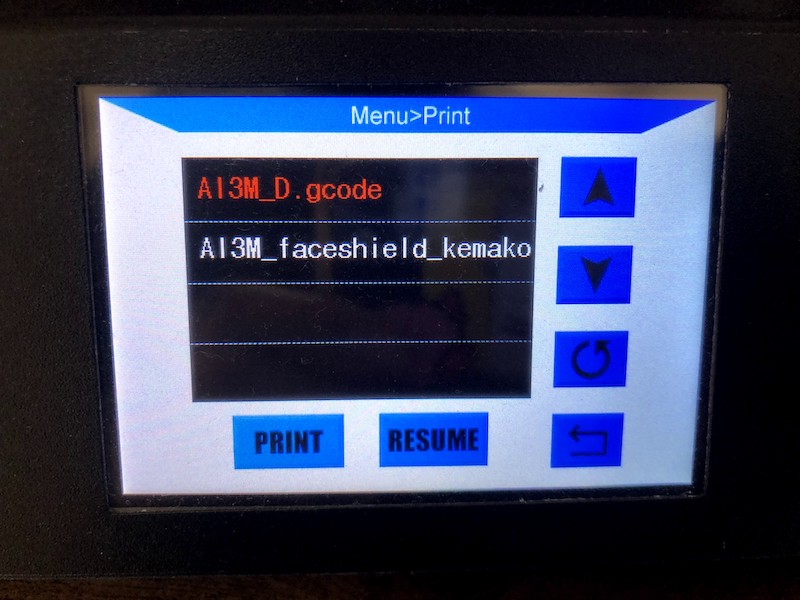 Menu>Print
AI3M_D.gcode
AI3M_faceshield_kemako
PRINT
RESUME